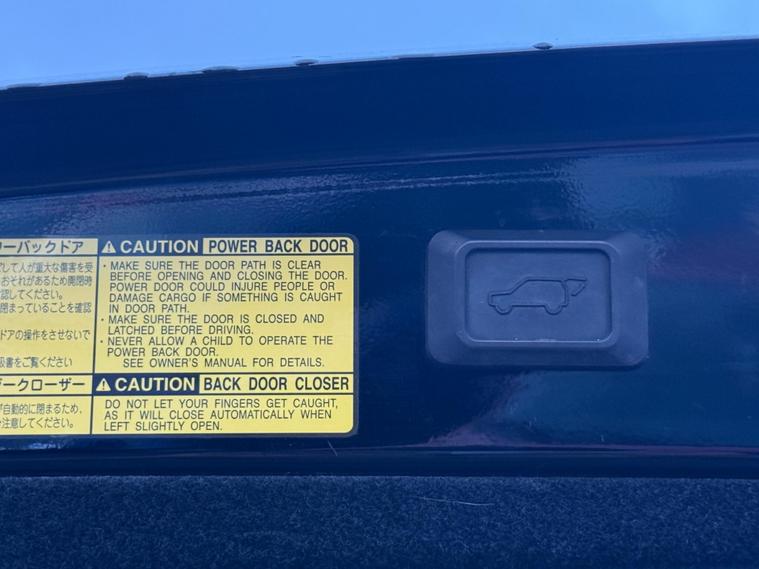 ーバックドア
して人が重大な傷害を受
おそれがあるため開閉時
認してください。
閉まっていることを確認
ドアの操作をさせないで
扱書をご覧ください
ークローザー
自動的に閉まるため、
注意してください。
CAUTION POWER BACK DOOR
・MAKE SURE THE DOOR PATH IS CLEAR
BEFORE OPENING AND CLOSING THE DOOR.
POWER DOOR COULD INJURE PEOPLE OR
DAMAGE CARGO IF SOMETHING IS CAUGHT
IN DOOR PATH.
・MAKE SURE THE DOOR IS CLOSED AND
LATCHED BEFORE DRIVING.
・NEVER ALLOW A CHILD TO OPERATE THE
POWER BACK DOOR.
SEE OWNER'S MANUAL FOR DETAILS.
CAUTION BACK DOOR CLOSER
DO NOT LET YOUR FINGERS GET CAUGHT,
AS IT WILL CLOSE AUTOMATICALLY WHEN
LEFT SLIGHTLY OPEN.